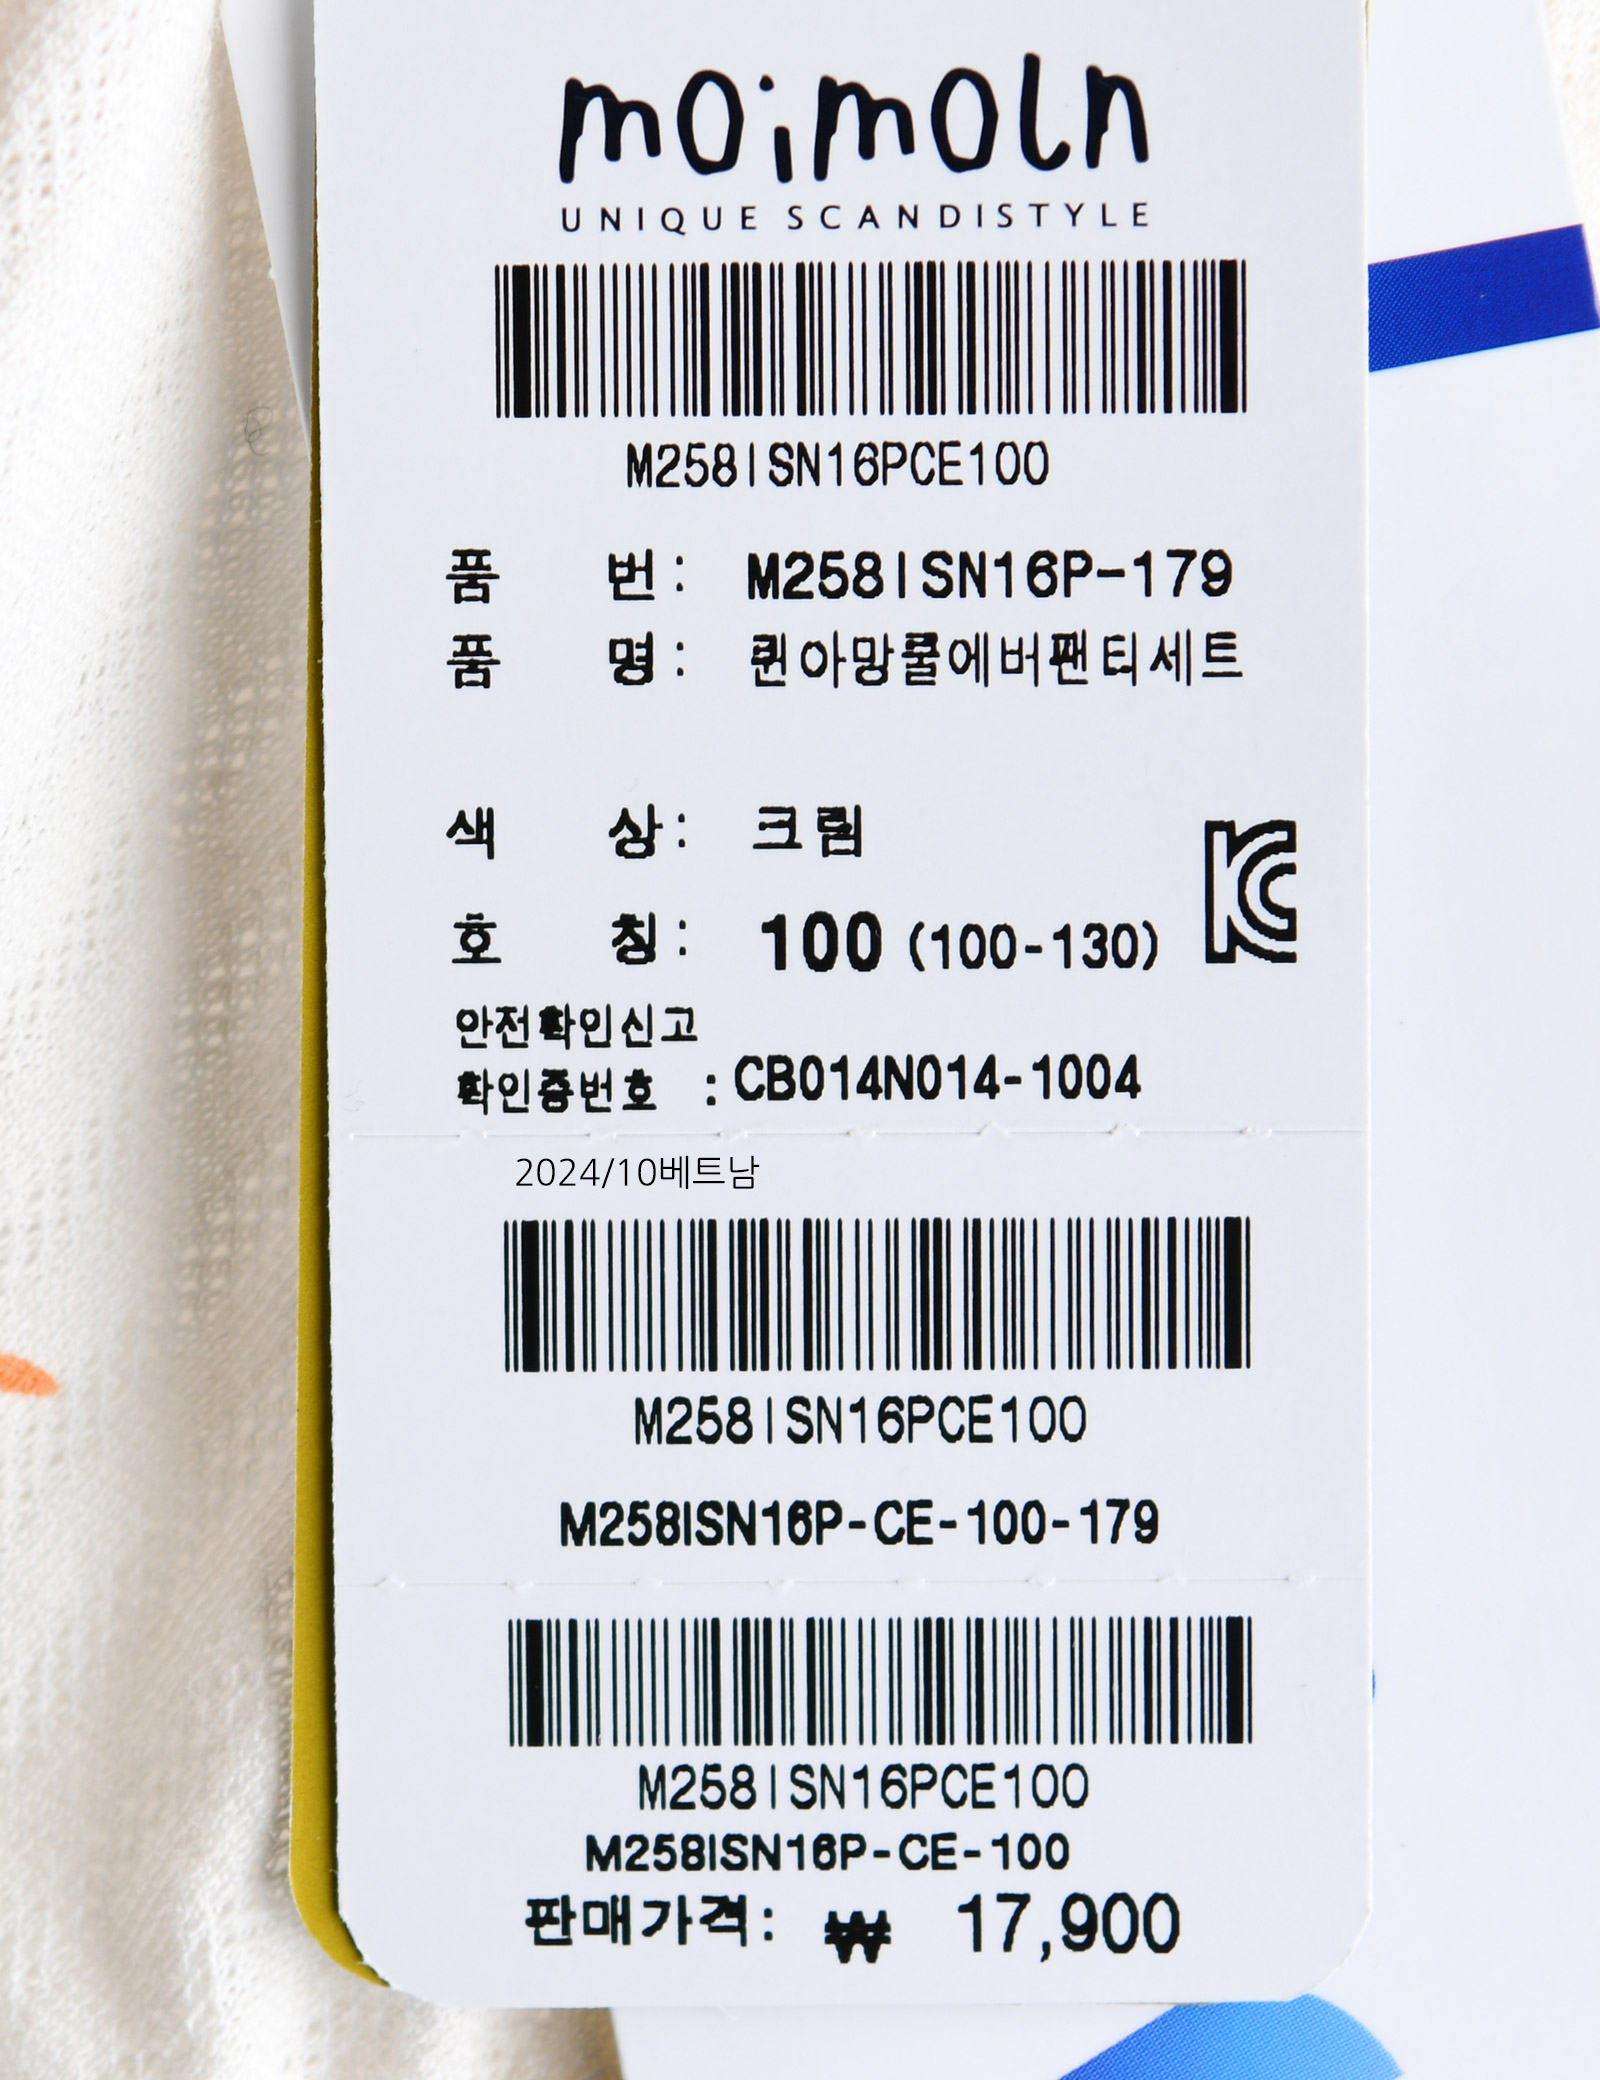 moimoln
UNIQUE SCANDISTYLE
M258ISN16PCE100
품 번 : M258ISN16P-179
품 명 : 퀸아망쿨에버팬티세트
색 상 : 크림
호 칭 : 100 (100-130)
안전확인신고
확인증번호 : CB014N014-1004
2024/10베트남
M258ISN16PCE100
M258ISN16P-CE-100-179
M258ISN16PCE100
M258ISN16P-CE-100
판매가격: ₩ 17,900